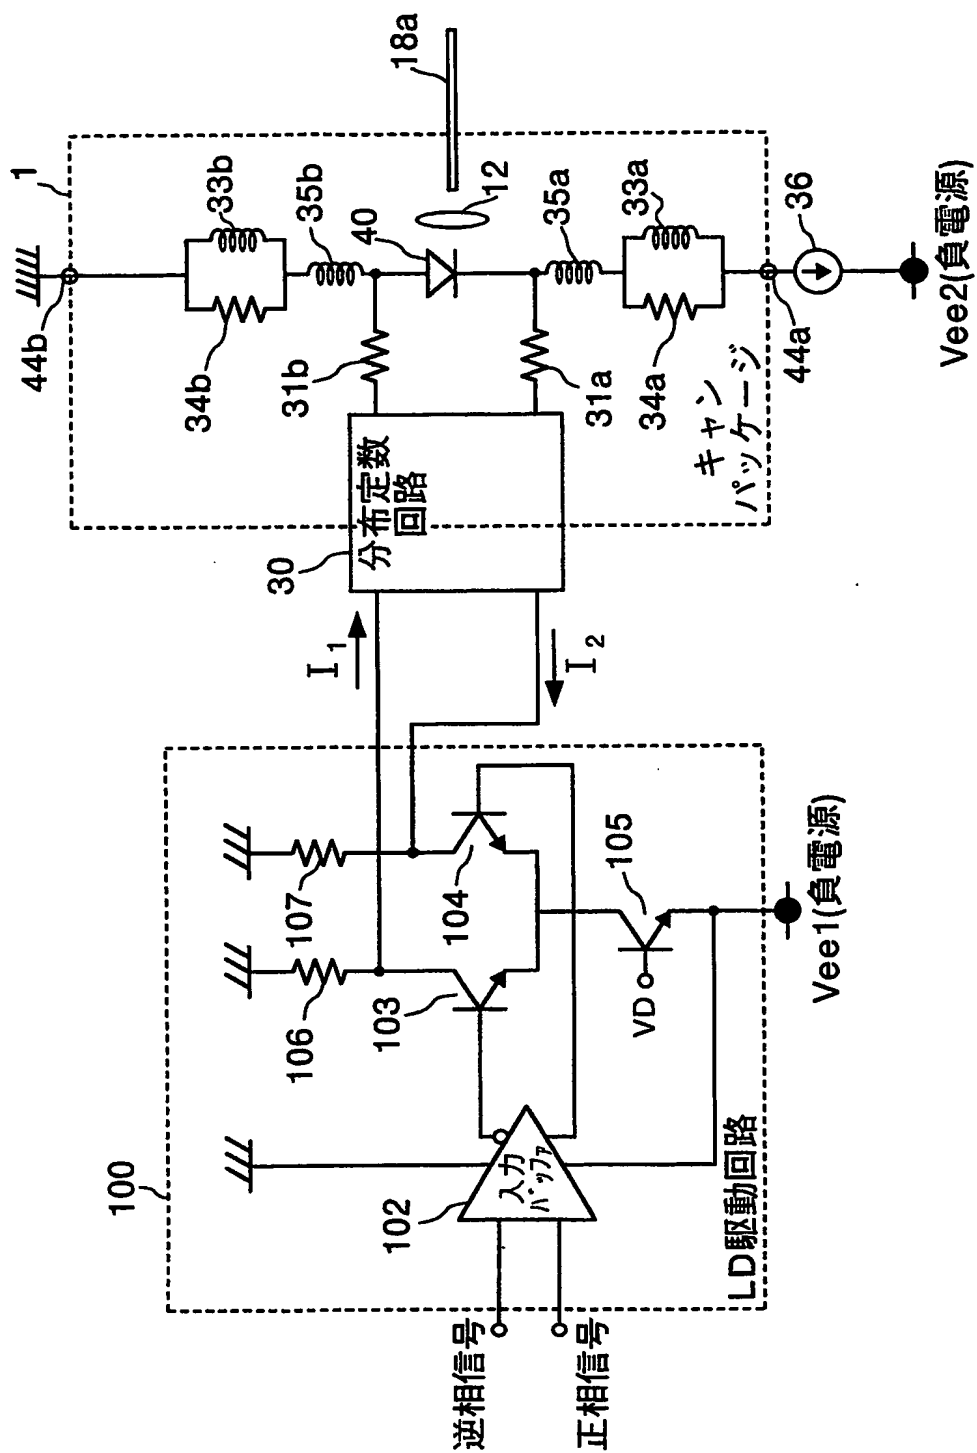 100
逆相信号
正相信号
102
入力
バッファ
106
107
103
104
105
VD
LD駆動回路
Vee1(負電源)
I1
I2
30
分布定数
回路
1
44b
34b
33b
35b
31b
40
12
18a
31a
35a
34a
33a
キャン
パッケージ
44a
36
Vee2(負電源)